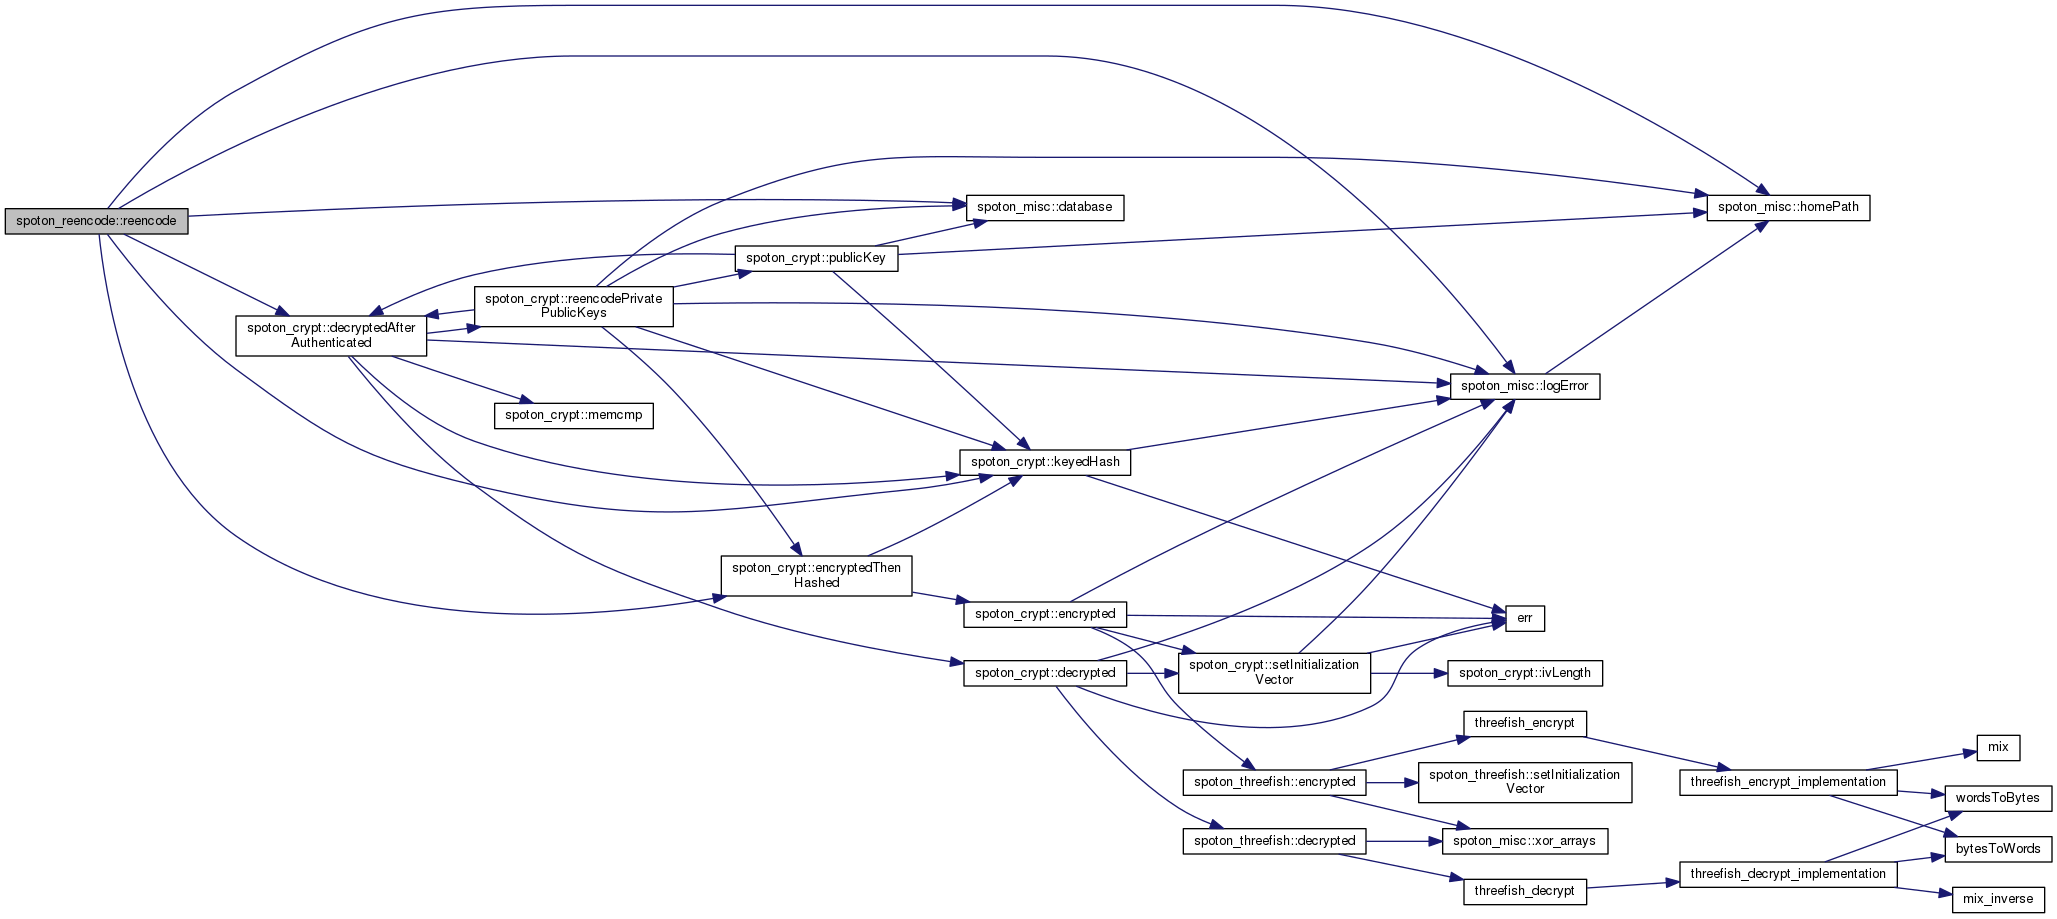 spoton_reencode::reencode
spoton_misc::database
spoton_misc::homePath
spoton_crypt::publicKey
spoton_crypt::reencodePrivate
PublicKeys
spoton_crypt::decryptedAfter
Authenticated
spoton_misc::logError
spoton_crypt::memcmp
spoton_crypt::keyedHash
spoton_crypt::encryptedThen
Hashed
spoton_crypt::encrypted
err
spoton_crypt::decrypted
spoton_crypt::setInitialization
Vector
spoton_crypt::ivLength
threefish_encrypt
mix
spoton_threefish::encrypted
spoton_threefish::setInitialization
Vector
threefish_encrypt_implementation
wordsToBytes
spoton_threefish::decrypted
spoton_misc::xor_arrays
bytesToWords
threefish_decrypt
threefish_decrypt_implementation
mix_inverse